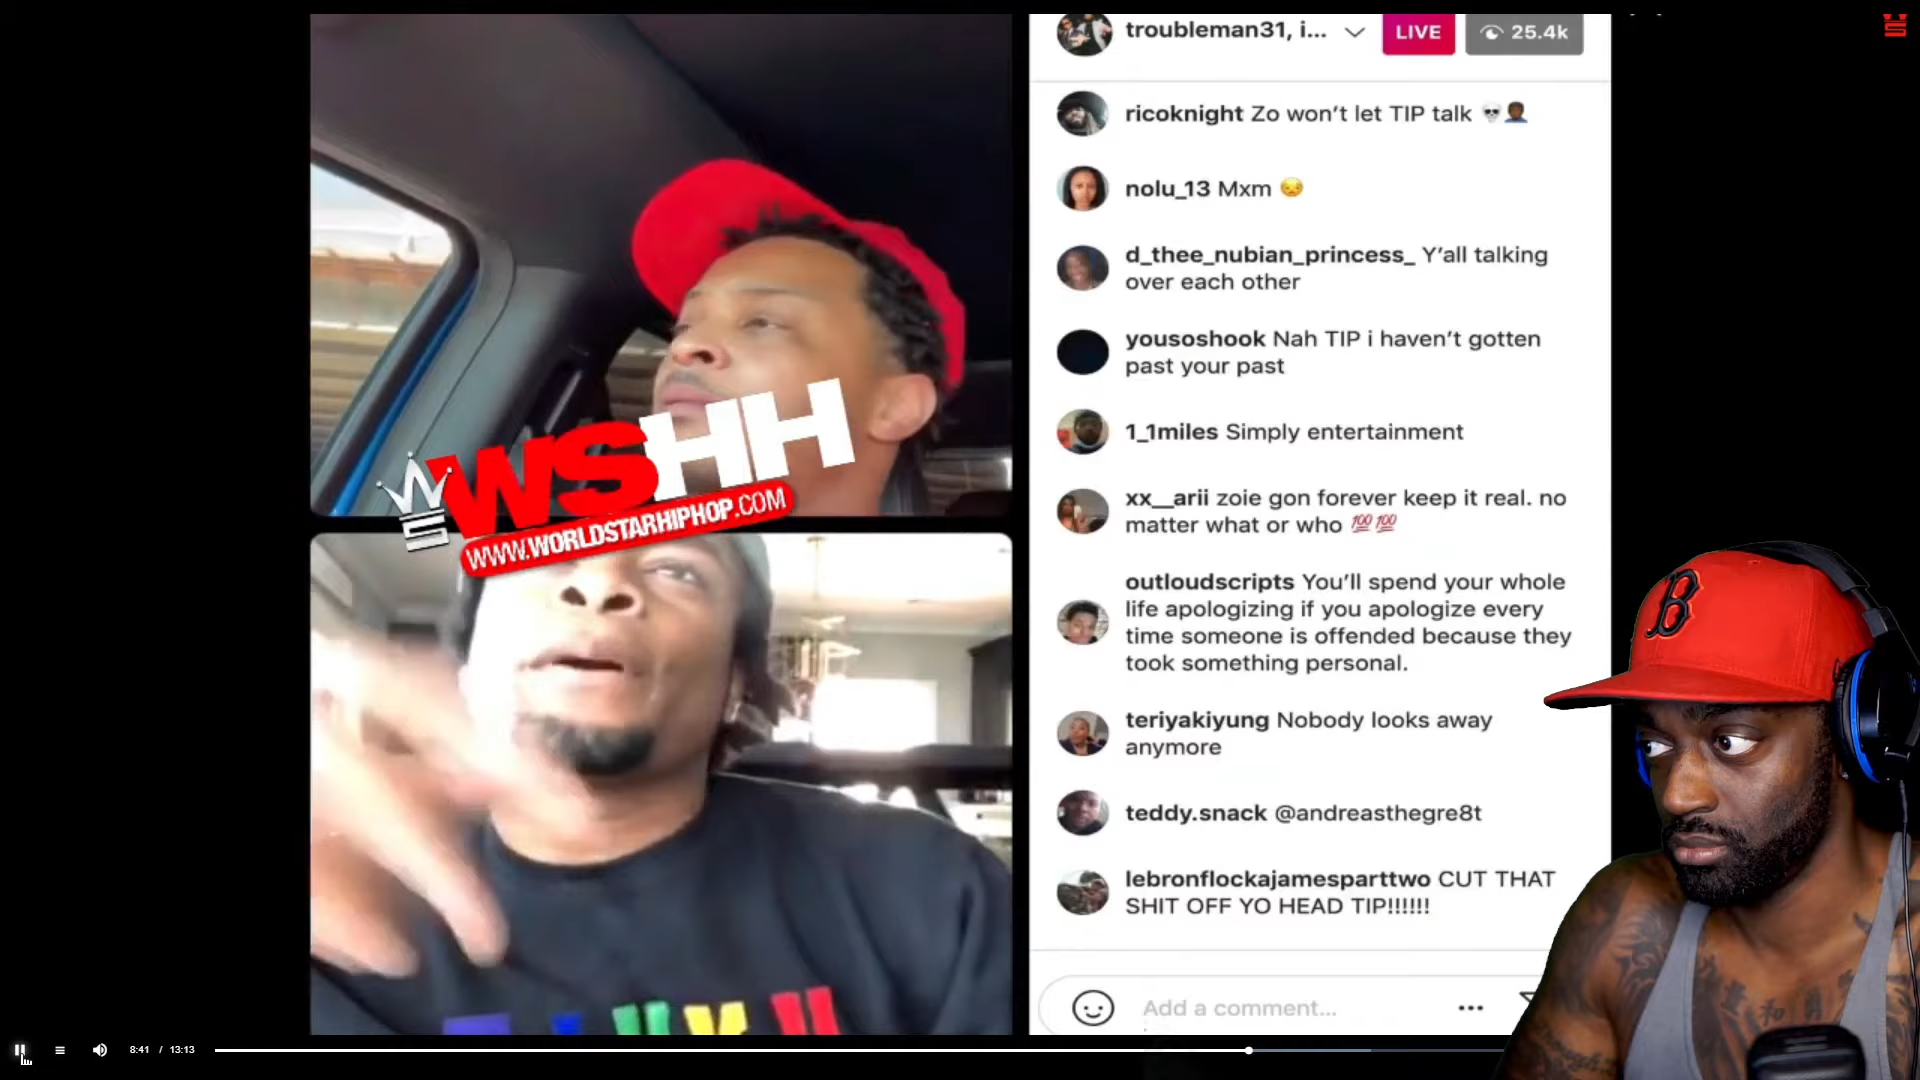 troubleman31, i...
LIVE
25.4k
ricoknight Zo won't let TIP talk 💀🤦🏿‍♂️
nolu_13 Mxm 😒
d_thee_nubian_princess_ Y'all talking
over each other
yousoshook Nah TIP i haven't gotten
past your past
1_1miles Simply entertainment
xx__arii zoie gon forever keep it real. no
matter what or who 💯💯
outloudscripts You'll spend your whole
life apologizing if you apologize every
time someone is offended because they
took something personal.
teriyakiyung Nobody looks away
anymore
teddy.snack @andreasthegre8t
lebronflockajamesparttwo CUT THAT
SHIT OFF YO HEAD TIP!!!!!!
Add a comment...
WSHH
WWW.WORLDSTARHIPHOP.COM
B
8:41 / 13:13